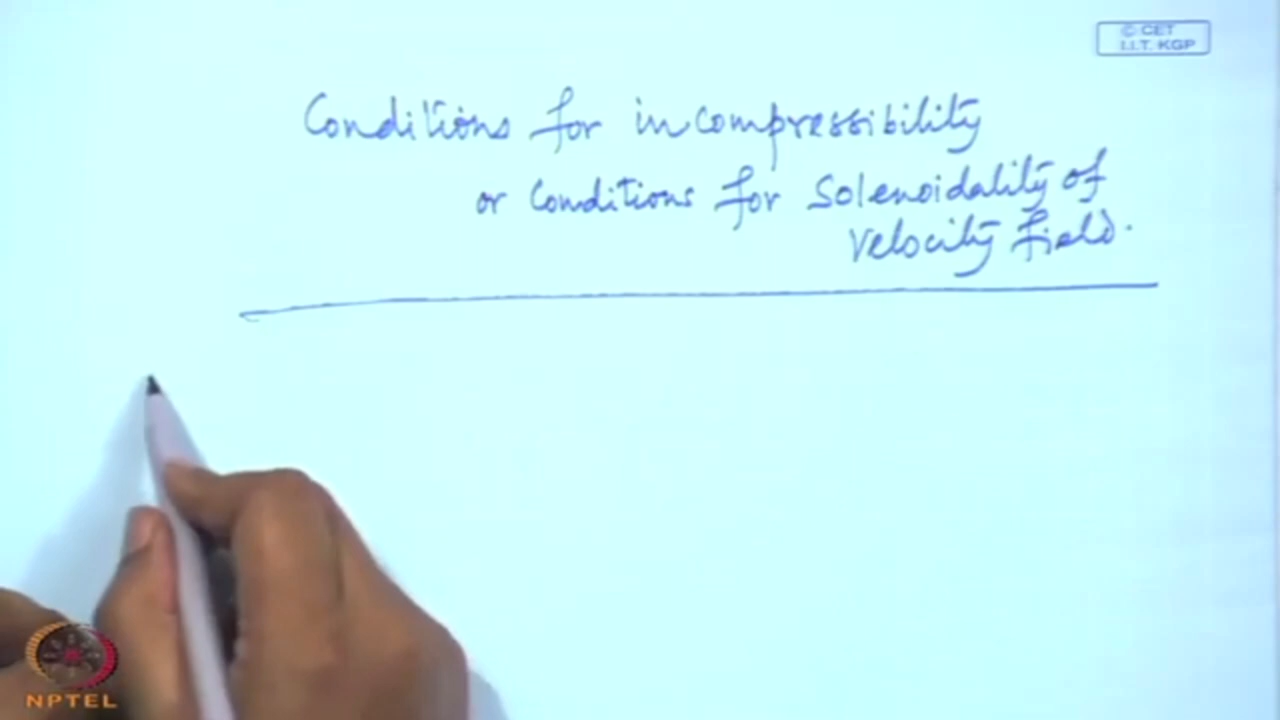 © CET
I.I.T. KGP
Conditions for incompressibility
or Conditions for Solenoidality of
Velocity field.
NPTEL